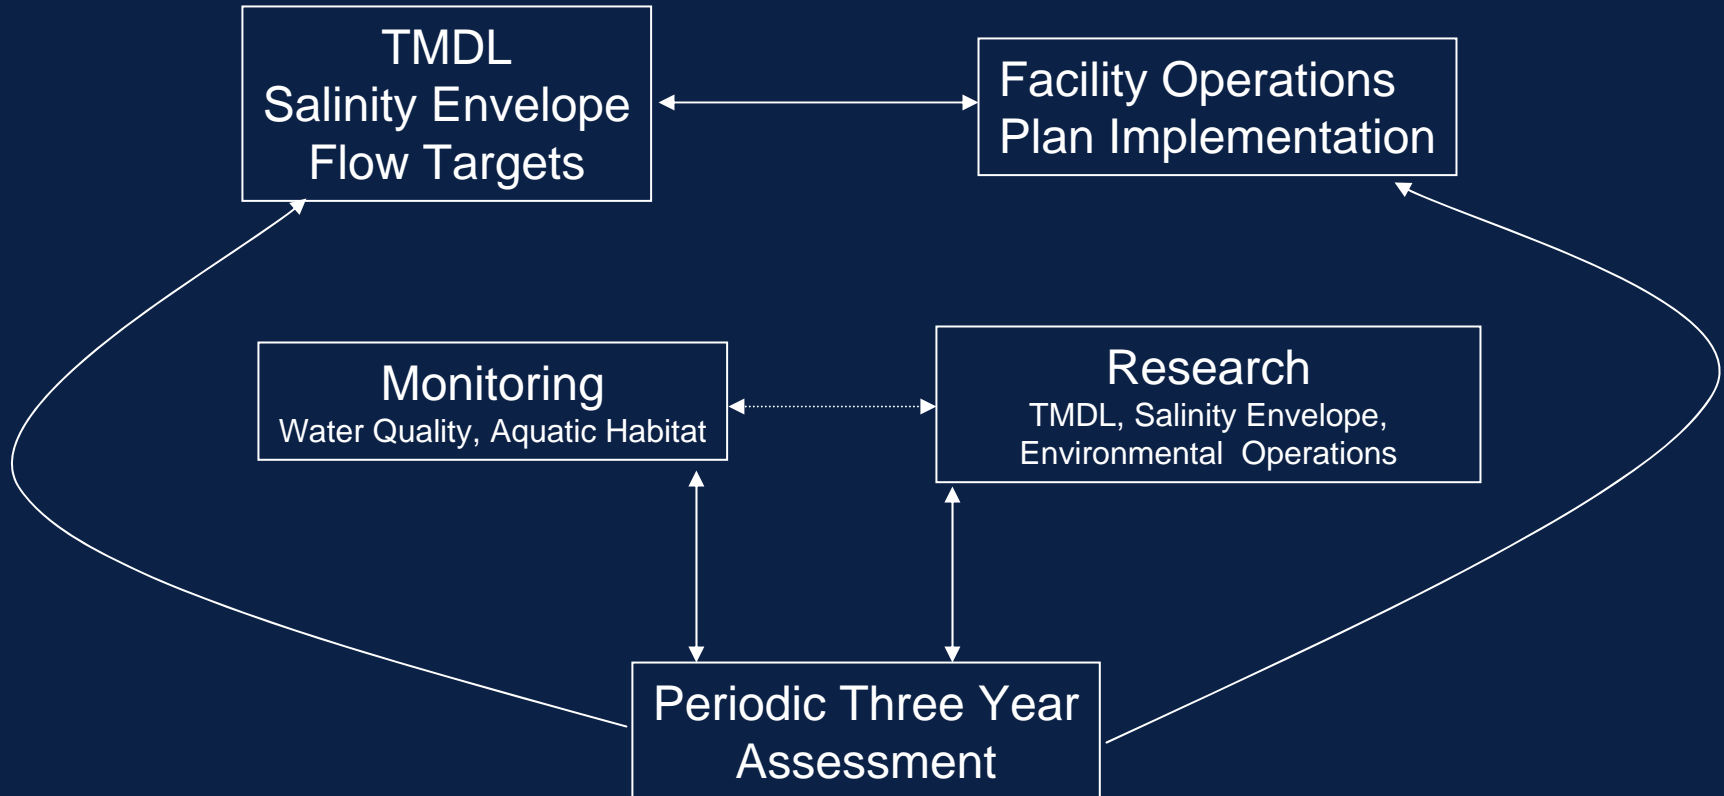 TMDL
Salinity Envelope
Flow Targets
Facility Operations
Plan Implementation
Monitoring
Water Quality, Aquatic Habitat
Research
TMDL, Salinity Envelope,
Environmental  Operations
Periodic Three Year
Assessment